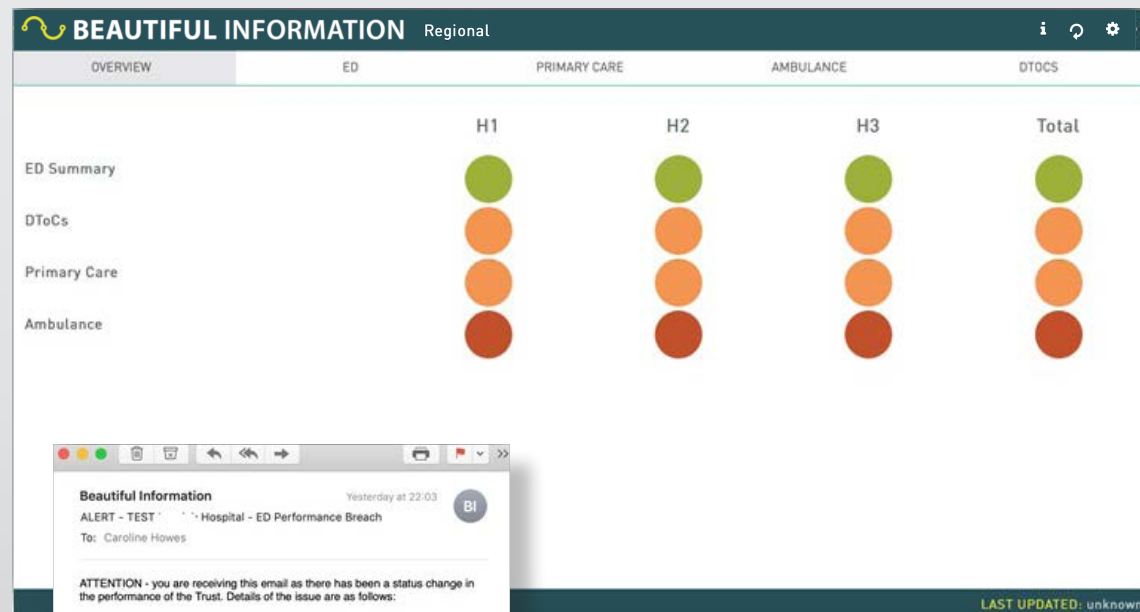 BEAUTIFUL INFORMATION Regional
OVERVIEW ED PRIMARY CARE AMBULANCE DTOCS
H1 H2 H3 Total
ED Summary
DToCs
Primary Care
Ambulance
Beautiful Information Yesterday at 22:03
BI
ALERT - TEST Hospital - ED Performance Breach
To: Caroline Howes
ATTENTION - you are receiving this email as there has been a status change in
the performance of the Trust. Details of the issue are as follows:
LAST UPDATED: unknown